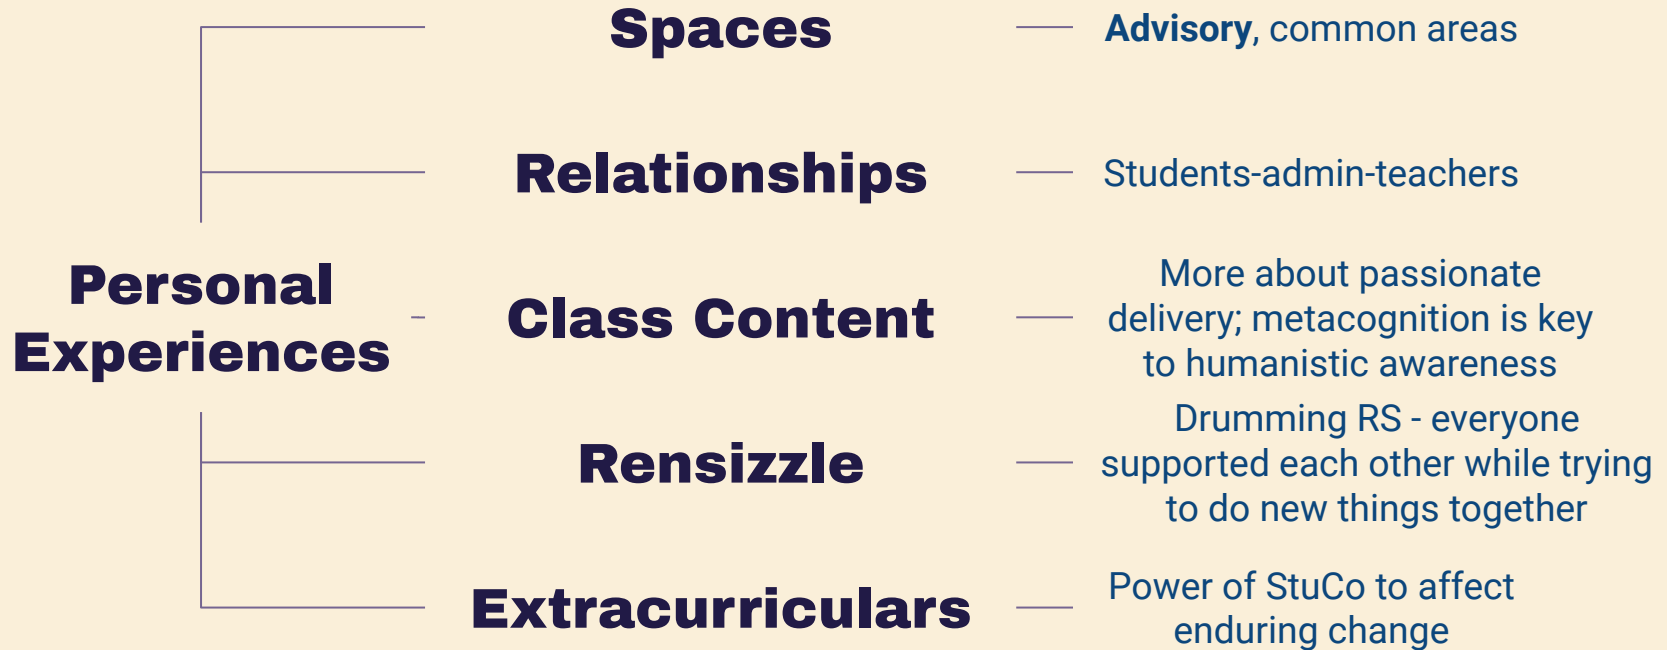 Personal
Experiences
Spaces
Advisory, common areas
Relationships
Students-admin-teachers
Class Content
More about passionate
delivery; metacognition is key
to humanistic awareness
Rensizzle
Drumming RS - everyone
supported each other while trying
to do new things together
Extracurriculars
Power of StuCo to affect
enduring change